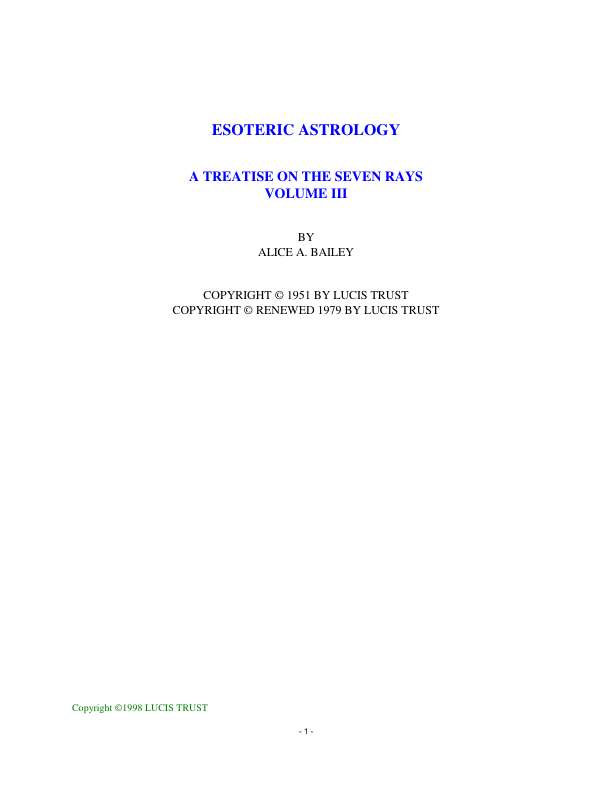 ESOTERIC ASTROLOGY
A TREATISE ON THE SEVEN RAYS
VOLUME III
BY
ALICE A. BAILEY
COPYRIGHT © 1951 BY LUCIS TRUST
COPYRIGHT © RENEWED 1979 BY LUCIS TRUST
Copyright ©1998 LUCIS TRUST
- 1 -